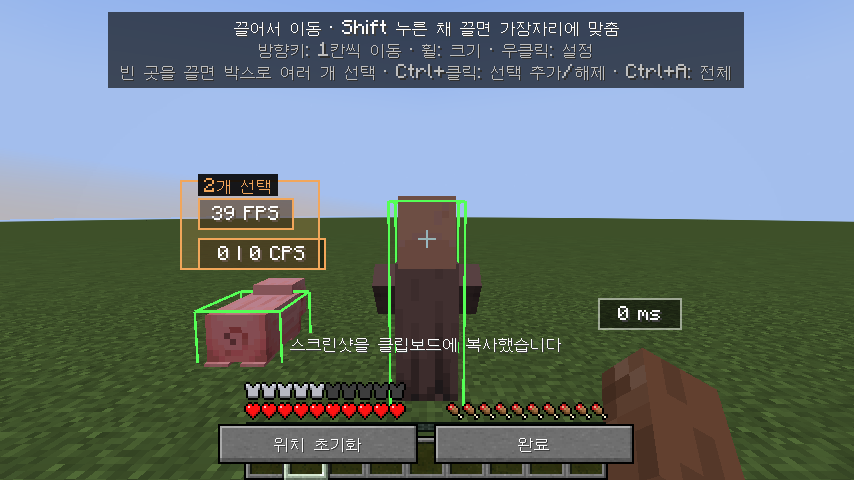 끌어서 이동 · Shift 누른 채 끌면 가장자리에 맞춤
방향키: 1칸씩 이동 · 휠: 크기 · 우클릭: 설정
빈 곳을 끌면 박스로 여러 개 선택 · Ctrl+클릭: 선택 추가/해제 · Ctrl+A: 전체
2개 선택
39 FPS
0 | 0 CPS
0 ms
스크린샷을 클립보드에 복사했습니다
위치 초기화
완료